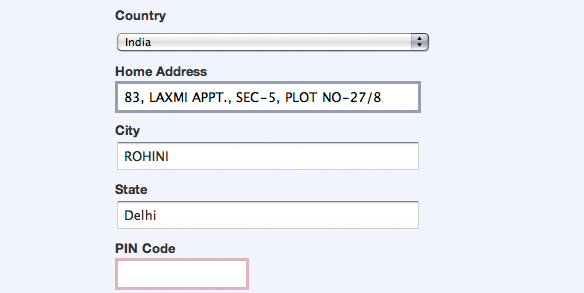 Country
India
Home Address
83, LAXMI APPT., SEC-5, PLOT NO-27/8
City
ROHINI
State
Delhi
PIN Code